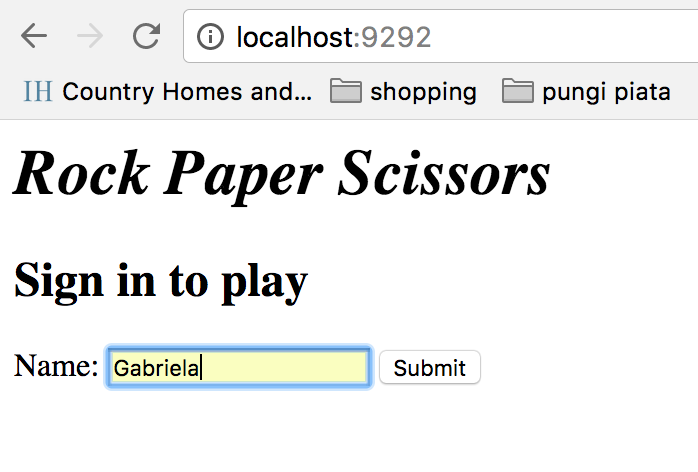 localhost:9292
IH Country Homes and... shopping pungi piata
Rock Paper Scissors
Sign in to play
Name: Gabriela Submit